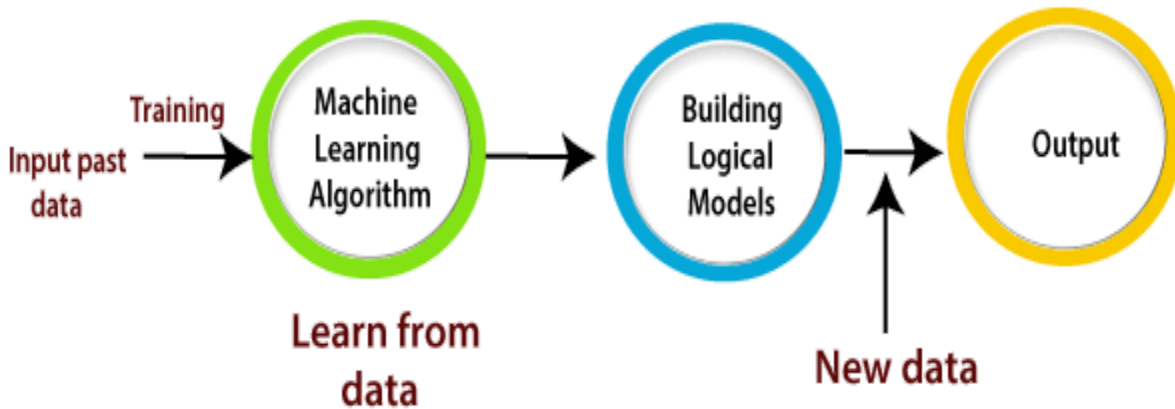 Training
Input past
data
Machine
Learning
Algorithm
Learn from
data
Building
Logical
Models
New data
Output